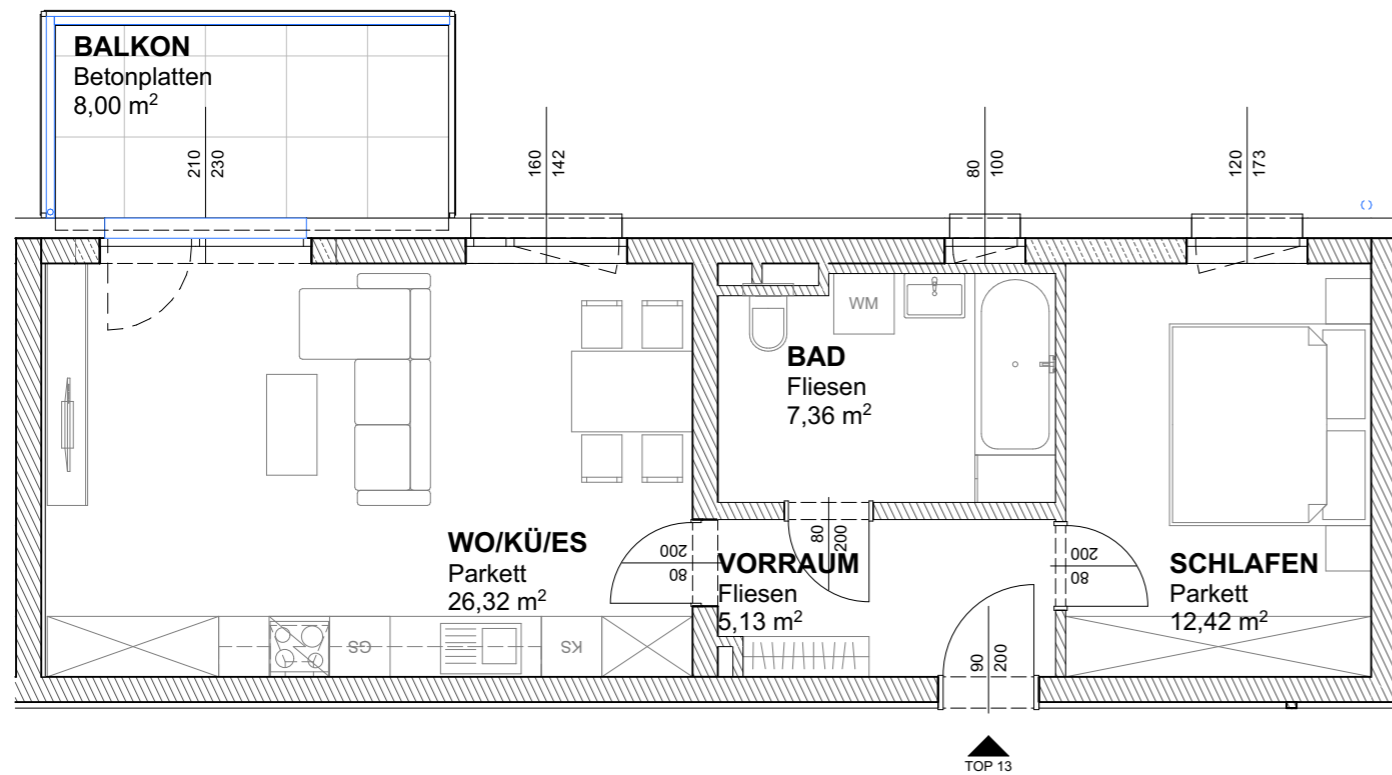 BALKON
Betonplatten
8,00 m²
210
230
160
142
80
100
120
173
WM
BAD
Fliesen
7,36 m²
WO/KÜ/ES
Parkett
26,32 m²
200
80
VORRAUM
Fliesen
5,13 m²
80
200
200
80
SCHLAFEN
Parkett
12,42 m²
GS
KS
90
200
TOP 13